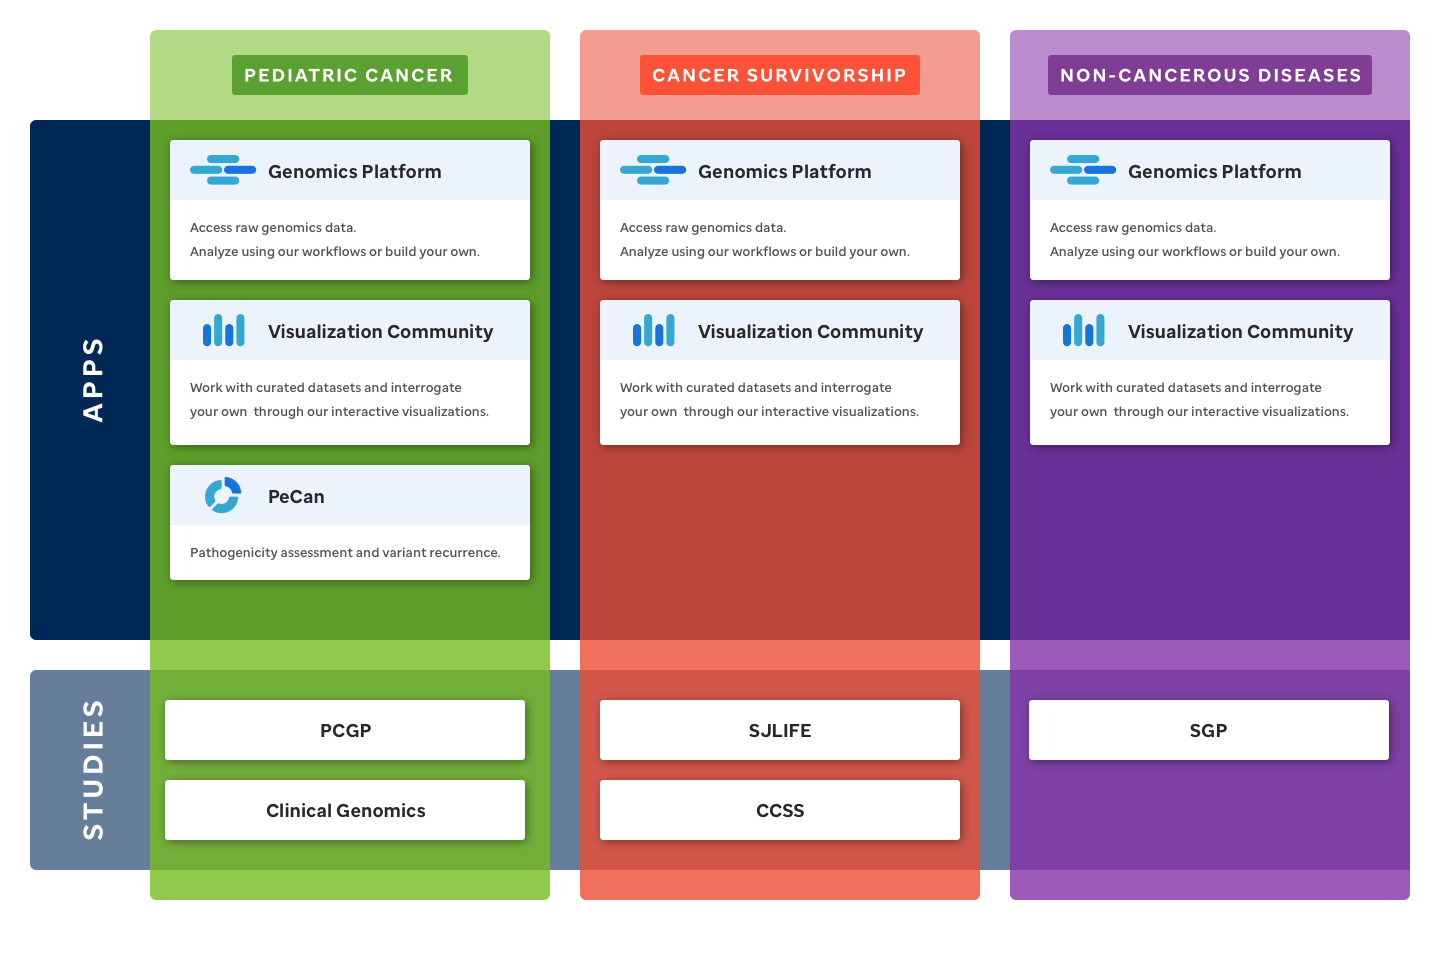 PEDIATRIC CANCER
CANCER SURVIVORSHIP
NON-CANCEROUS DISEASES
APPS
Genomics Platform
Access raw genomics data.
Analyze using our workflows or build your own.
Visualization Community
Work with curated datasets and interrogate
your own through our interactive visualizations.
PeCan
Pathogenicity assessment and variant recurrence.
Genomics Platform
Access raw genomics data.
Analyze using our workflows or build your own.
Visualization Community
Work with curated datasets and interrogate
your own through our interactive visualizations.
Genomics Platform
Access raw genomics data.
Analyze using our workflows or build your own.
Visualization Community
Work with curated datasets and interrogate
your own through our interactive visualizations.
STUDIES
PCGP
Clinical Genomics
SJLIFE
CCSS
SGP